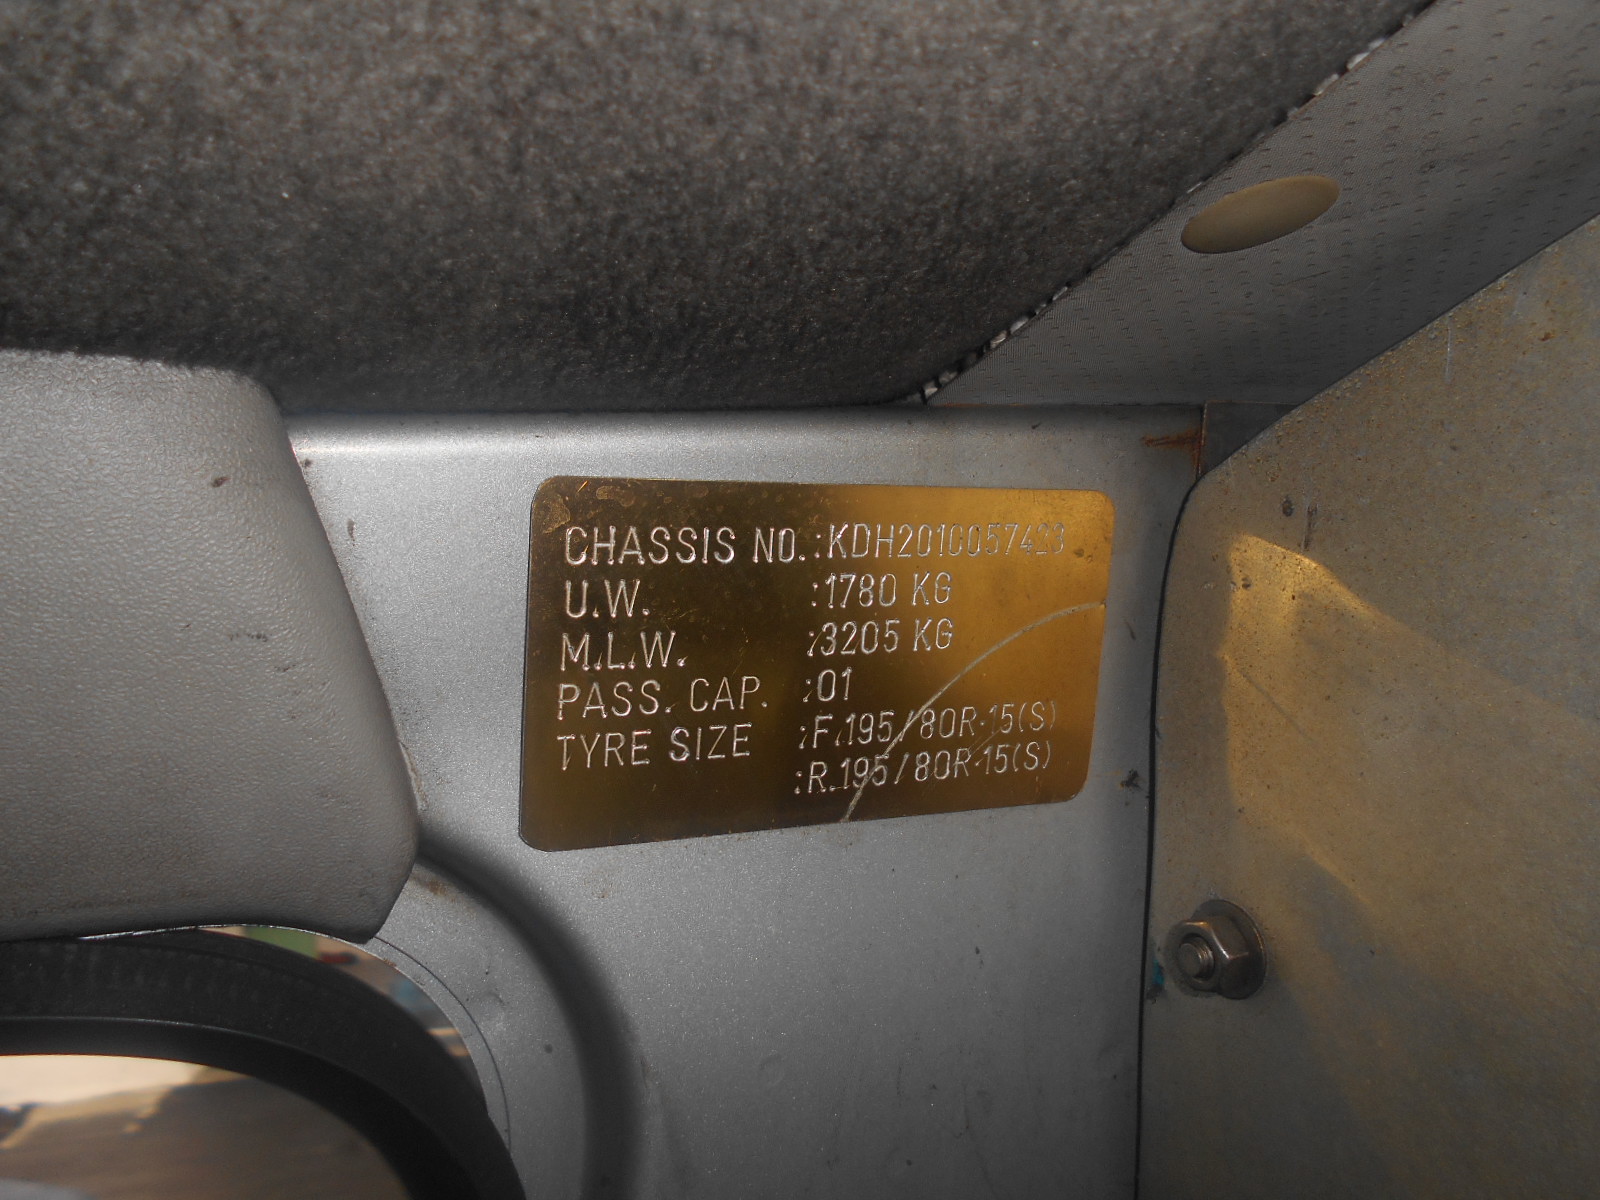 CHASSIS NO.:KDH2010057423
U.W. :1780 KG
M.L.W. :3205 KG
PASS. CAP. :01
TYRE SIZE :F.195/80R-15(S)
:R.195/80R-15(S)